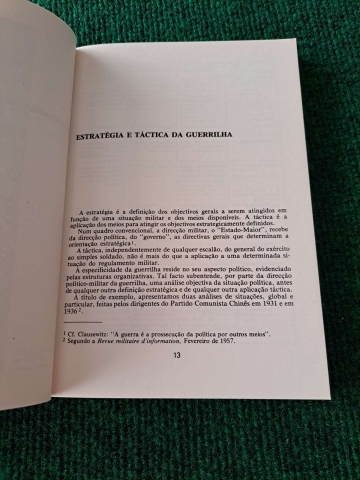 ESTRATÉGIA E TÁCTICA DA GUERRILHA
A estratégia é a definição dos objectivos gerais a serem atingidos em
função de uma situação militar e dos meios disponíveis. A táctica é a
aplicação dos meios para atingir os objectivos estrategicamente definidos.
Num quadro convencional, a direcção militar, o "Estado-Maior", recebe
da direcção política, do "governo", as directivas gerais que determinam a
orientação estratégica¹.
A táctica, independentemente de qualquer escalão, do general do exército
ao simples soldado, não é mais do que a aplicação a uma determinada si-
tuação do regulamento militar.
A especificidade da guerrilha reside no seu aspecto político, evidenciado
pelas estruturas organizativas. Tal facto subentende, por parte da direcção
político-militar da guerrilha, uma análise objectiva da situação política, antes
de qualquer outra definição estratégica e de qualquer outra aplicação táctica.
A título de exemplo, apresentamos duas análises de situações, global e
particular, feitas pelos dirigentes do Partido Comunista Chinês em 1931 e em
1936².
¹ Cf. Clausewitz: "A guerra é a prossecução da política por outros meios".
² Segundo a Revue militaire d'information, Fevereiro de 1957.
13